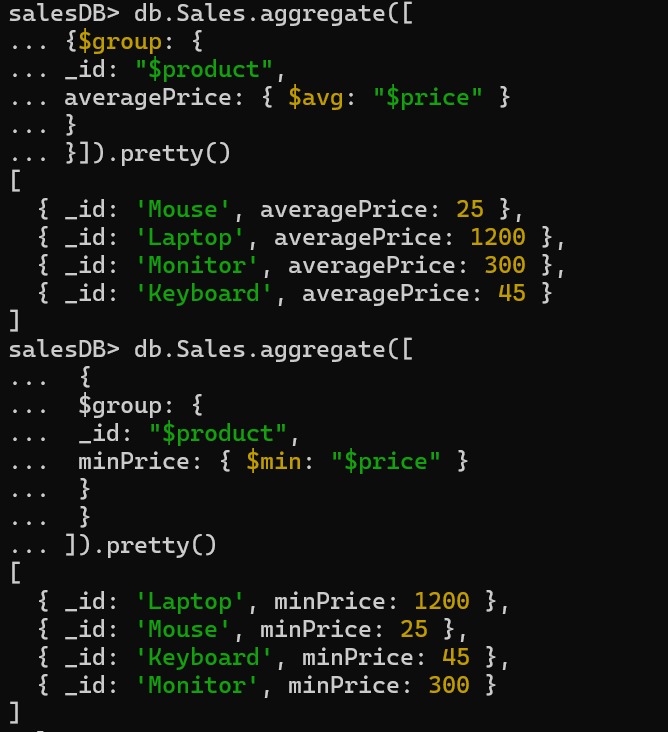 salesDB> db.Sales.aggregate([
... {$group: {
... _id: "$product",
... averagePrice: { $avg: "$price" }
... }
... }]).pretty()
[
  { _id: 'Mouse', averagePrice: 25 },
  { _id: 'Laptop', averagePrice: 1200 },
  { _id: 'Monitor', averagePrice: 300 },
  { _id: 'Keyboard', averagePrice: 45 }
]
salesDB> db.Sales.aggregate([
...  {
...  $group: {
...  _id: "$product",
...  minPrice: { $min: "$price" }
...  }
...  }
... ]).pretty()
[
  { _id: 'Laptop', minPrice: 1200 },
  { _id: 'Mouse', minPrice: 25 },
  { _id: 'Keyboard', minPrice: 45 },
  { _id: 'Monitor', minPrice: 300 }
]